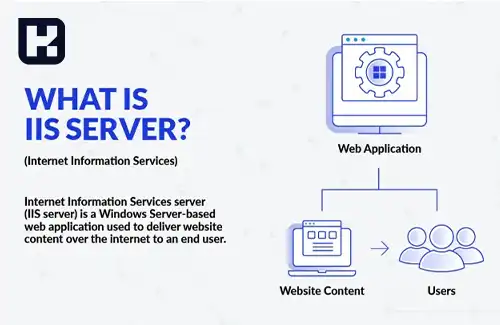 WHAT IS
IIS SERVER?
(Internet Information Services)
Internet Information Services server
(IIS server) is a Windows Server-based
web application used to deliver website
content over the internet to an end user.
Web Application
Website Content
Users